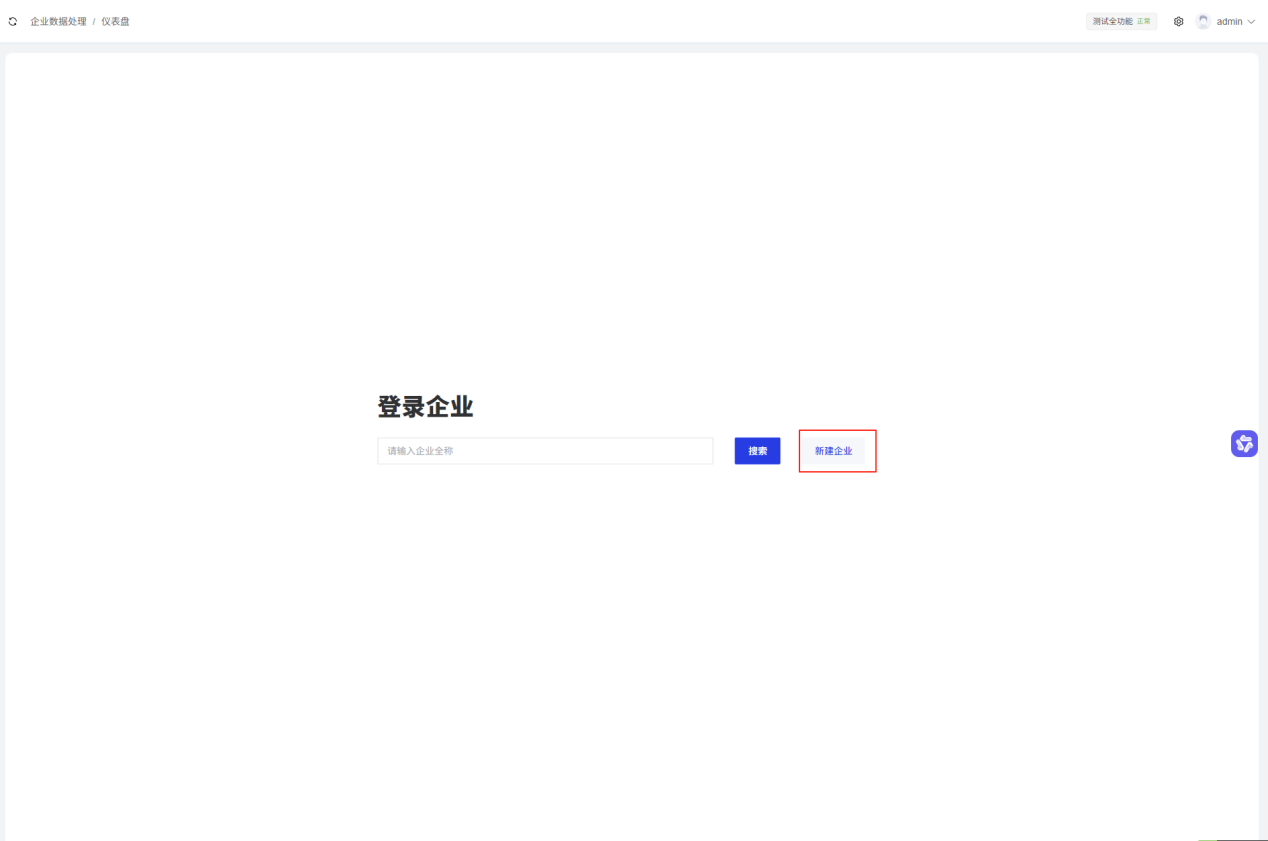 企业数据处理 / 仪表盘
测试全功能 正常
admin
登录企业
请输入企业全称
搜索
新建企业